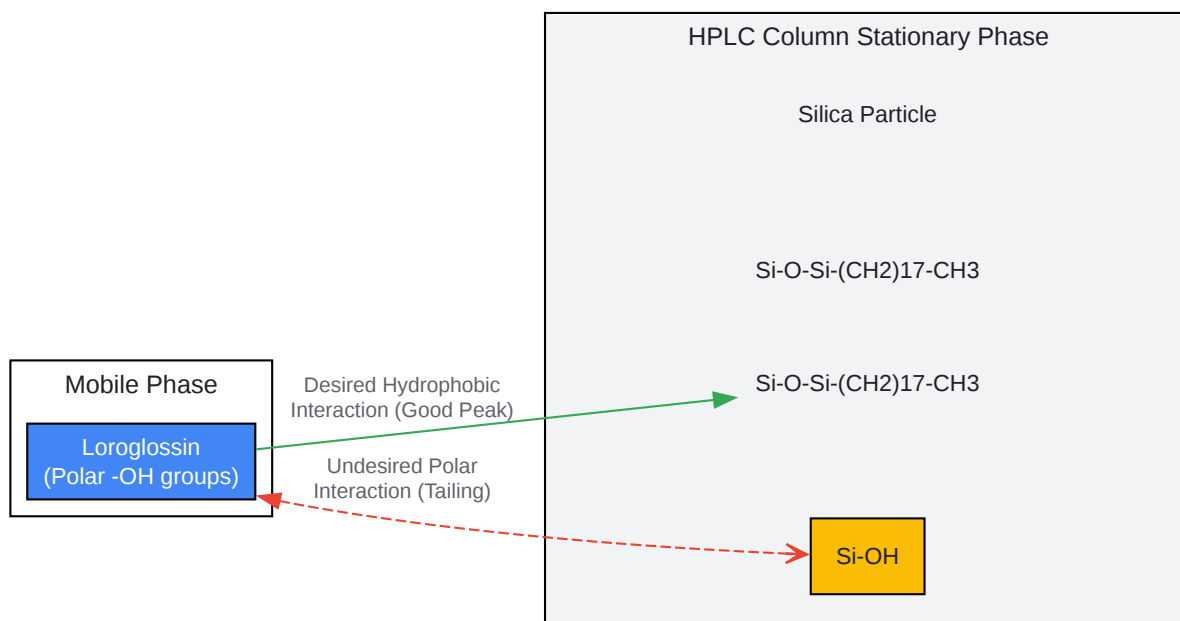 HPLC Column Stationary Phase
Silica Particle
Si-O-Si-(CH2)17-CH3
Si-O-Si-(CH2)17-CH3
Mobile Phase
Desired Hydrophobic
Interaction (Good Peak)
Loroglossin
(Polar -OH groups)
Undesired Polar
Interaction (Tailing)
Si-OH